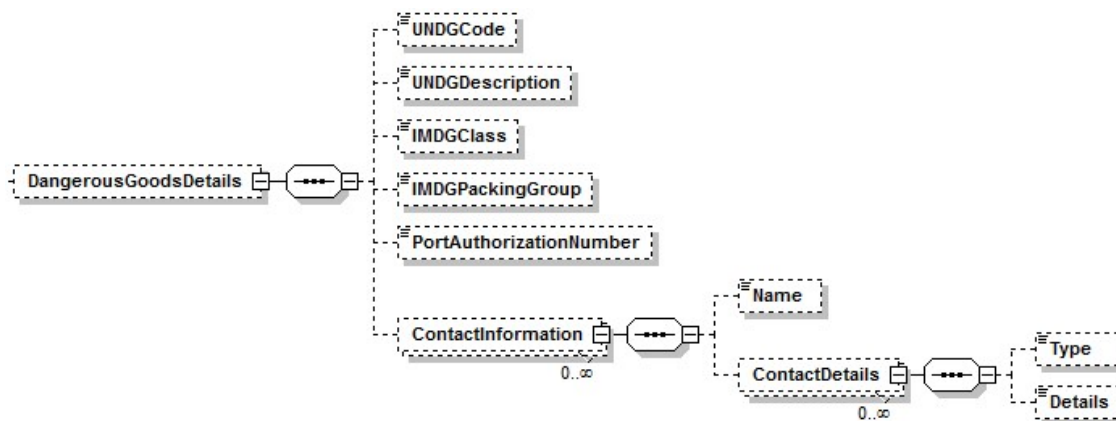 UNDGCode
UNDGDescription
IMDGClass
DangerousGoodsDetails
IMDGPackingGroup
PortAuthorizationNumber
Name
ContactInformation
0..∞
Type
ContactDetails
0..∞
Details